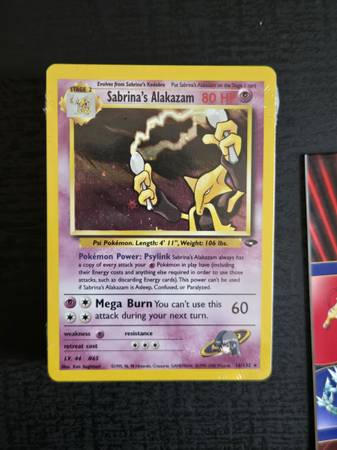 Evolves from Sabrina's Kadabra Put Sabrina's Alakazam on the Stage 1 card
STAGE 2
Sabrina's Alakazam 80 HP
Psi Pokémon. Length: 4' 11", Weight: 106 lbs.
Pokémon Power: Psylink Sabrina's Alakazam always has
a copy of every attack your Pokémon in play have (including
their Energy costs and anything else required in order to use those
attacks, such as discarding Energy cards). This power can't be used
if Sabrina's Alakazam is Asleep, Confused, or Paralyzed.
Mega Burn You can't use this
attack during your next turn. 60
weakness resistance
retreat cost
LV. 44 #65
16/132